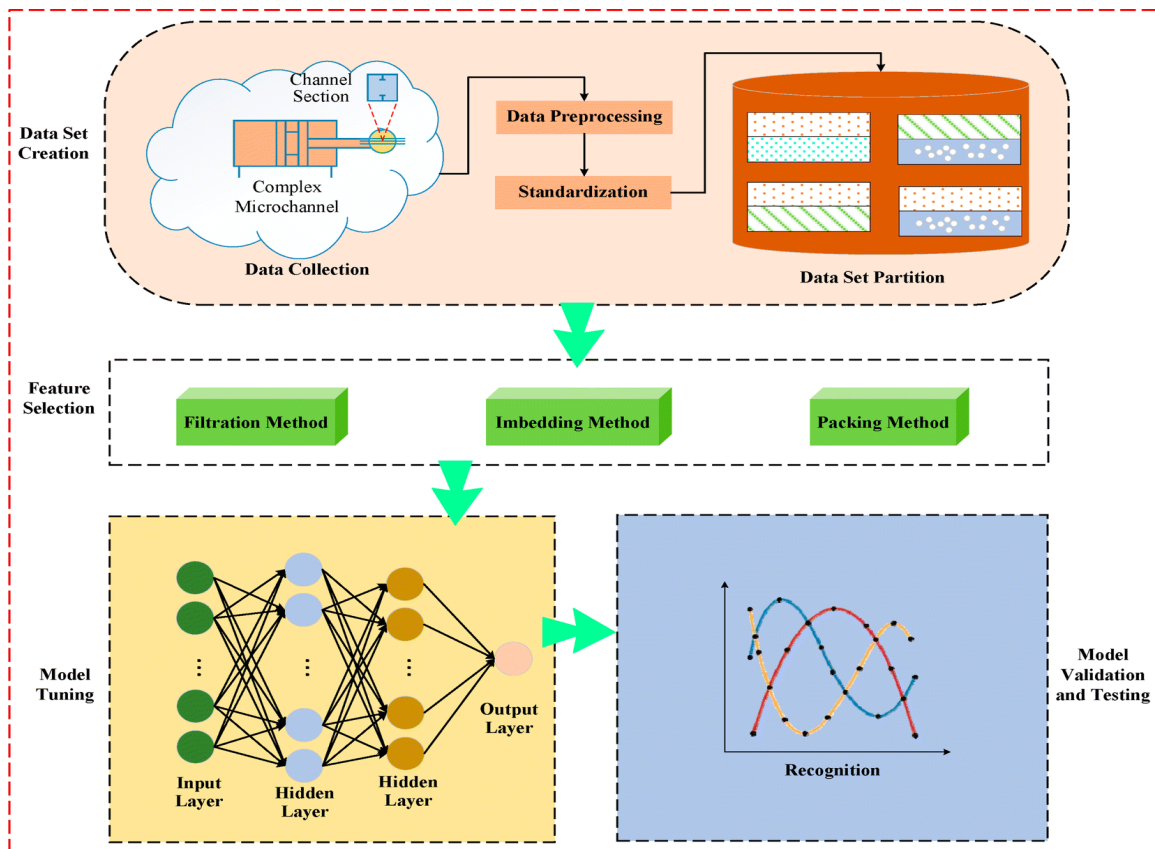 Data Set
Creation
Channel
Section
Complex
Microchannel
Data Collection
Data Preprocessing
Standardization
Data Set Partition
Feature
Selection
Filtration Method
Imbedding Method
Packing Method
Model
Tuning
...
...
...
Input
Layer
Hidden
Layer
Hidden
Layer
Output
Layer
Recognition
Model
Validation
and Testing